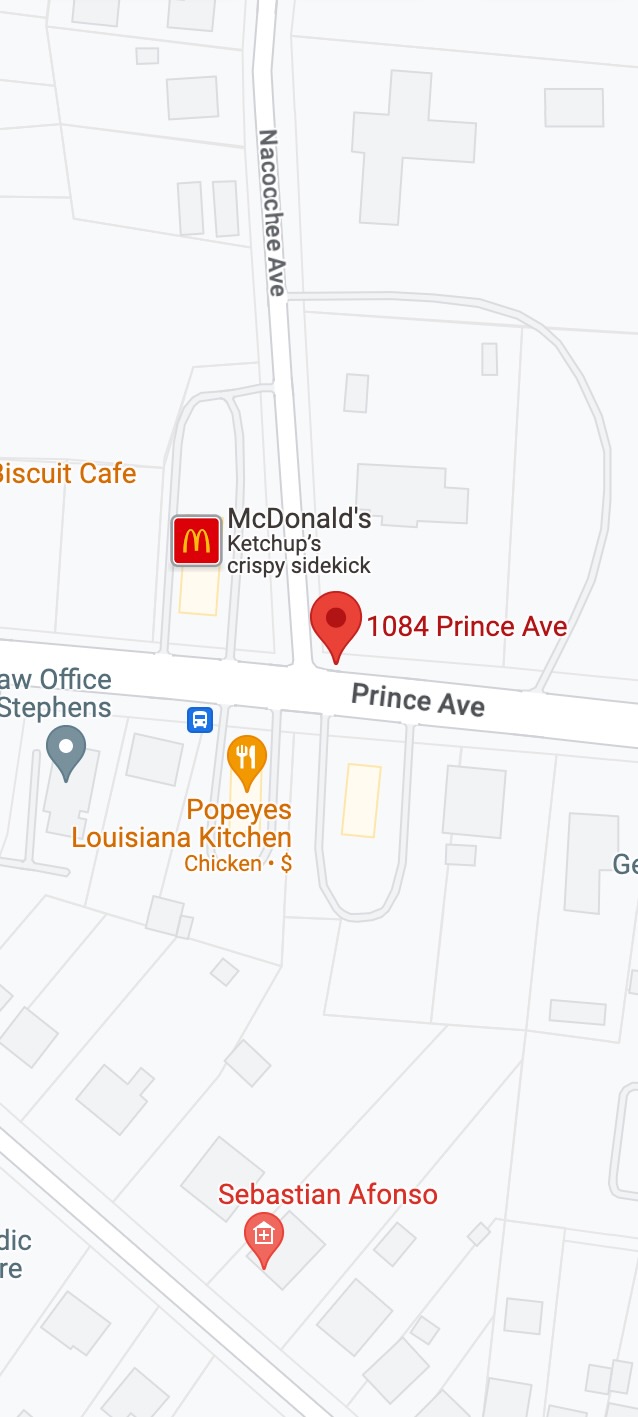 Nacocchee Ave
Biscuit Cafe
McDonald's
Ketchup's
crispy sidekick
1084 Prince Ave
Prince Ave
aw Office
Stephens
Popeyes
Louisiana Kitchen
Chicken • $
Ge
Sebastian Afonso
dic
re